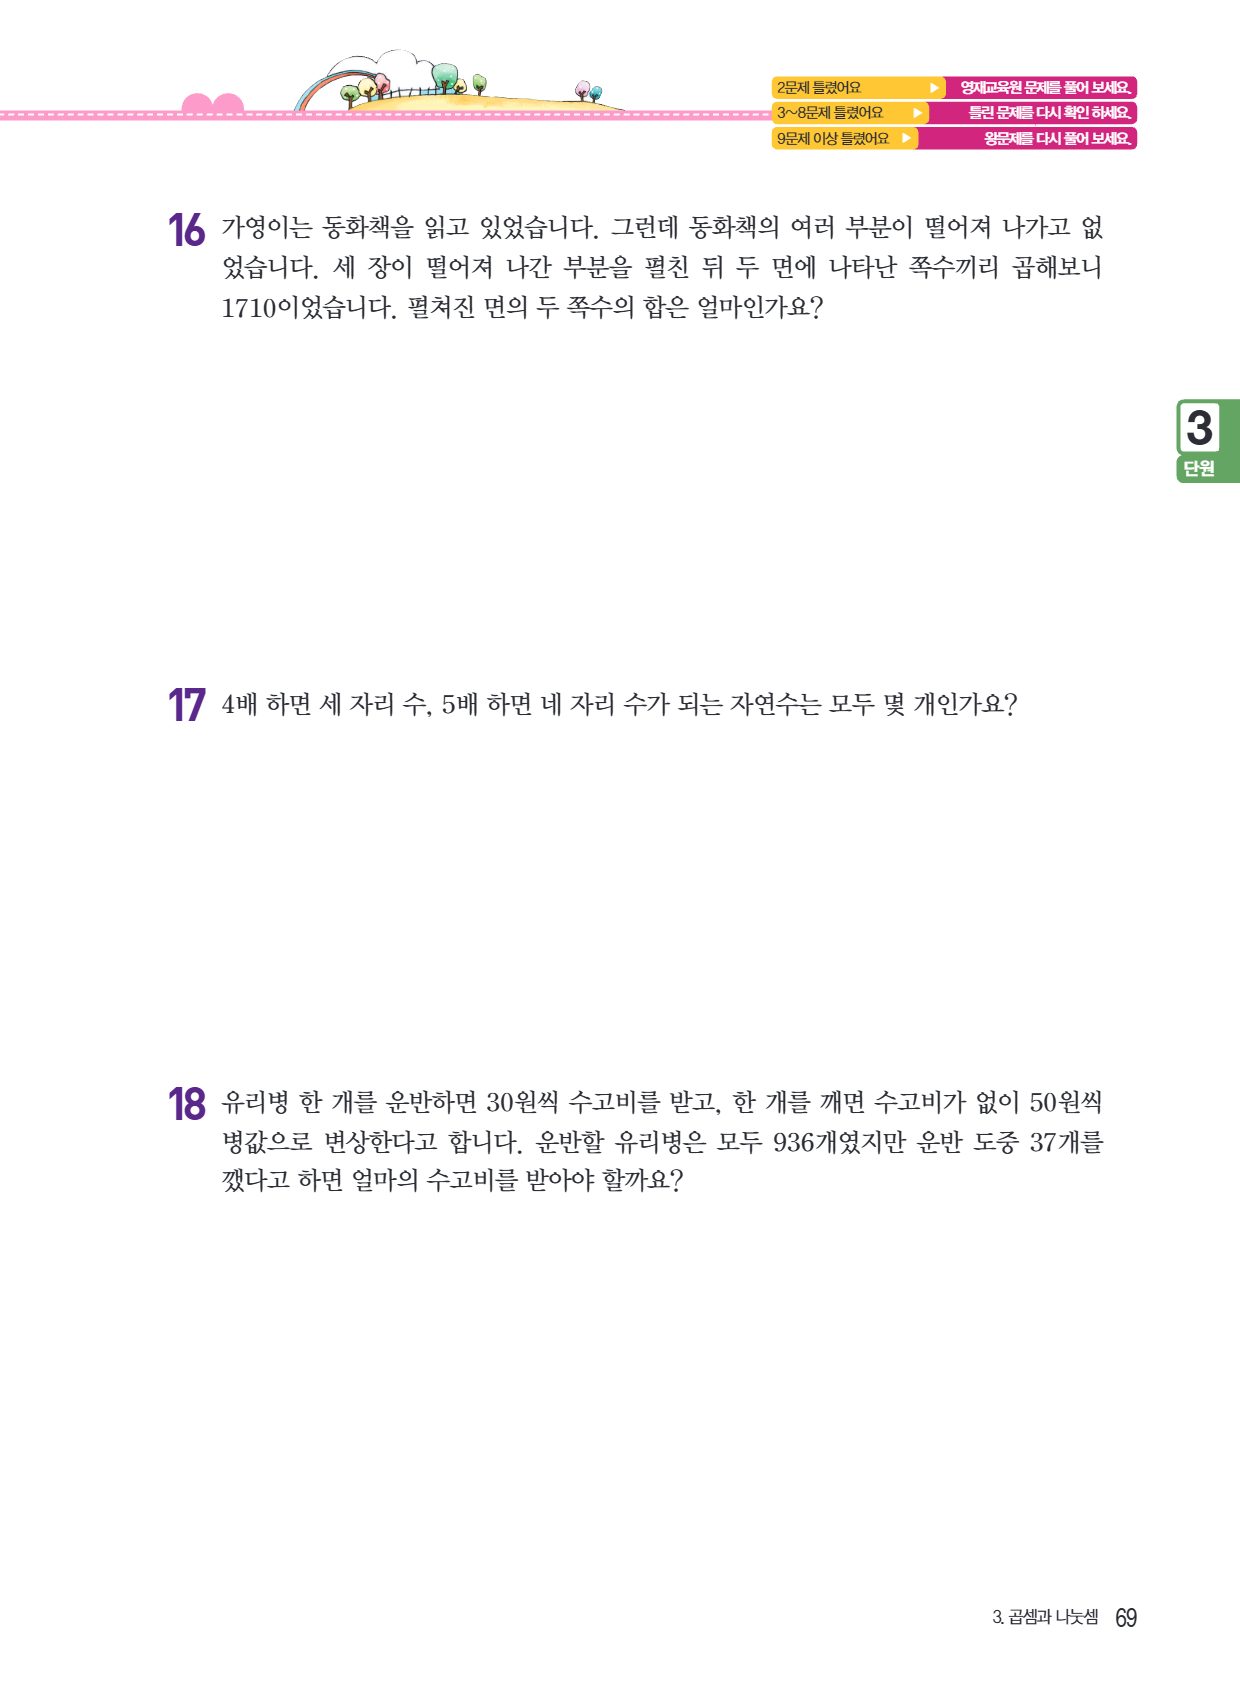 2문제 틀렸어요 ▶ 영재교육원 문제를 풀어 보세요.
3~8문제 틀렸어요 ▶ 틀린 문제를 다시 확인 하세요.
9문제 이상 틀렸어요 ▶ 왕문제를 다시 풀어 보세요.
16 가영이는 동화책을 읽고 있었습니다. 그런데 동화책의 여러 부분이 떨어져 나가고 없
었습니다. 세 장이 떨어져 나간 부분을 펼친 뒤 두 면에 나타난 쪽수끼리 곱해보니
1710이었습니다. 펼쳐진 면의 두 쪽수의 합은 얼마인가요?
3
단원
17 4배 하면 세 자리 수, 5배 하면 네 자리 수가 되는 자연수는 모두 몇 개인가요?
18 유리병 한 개를 운반하면 30원씩 수고비를 받고, 한 개를 깨면 수고비가 없이 50원씩
병값으로 변상한다고 합니다. 운반할 유리병은 모두 936개였지만 운반 도중 37개를
깼다고 하면 얼마의 수고비를 받아야 할까요?
3. 곱셈과 나눗셈 69